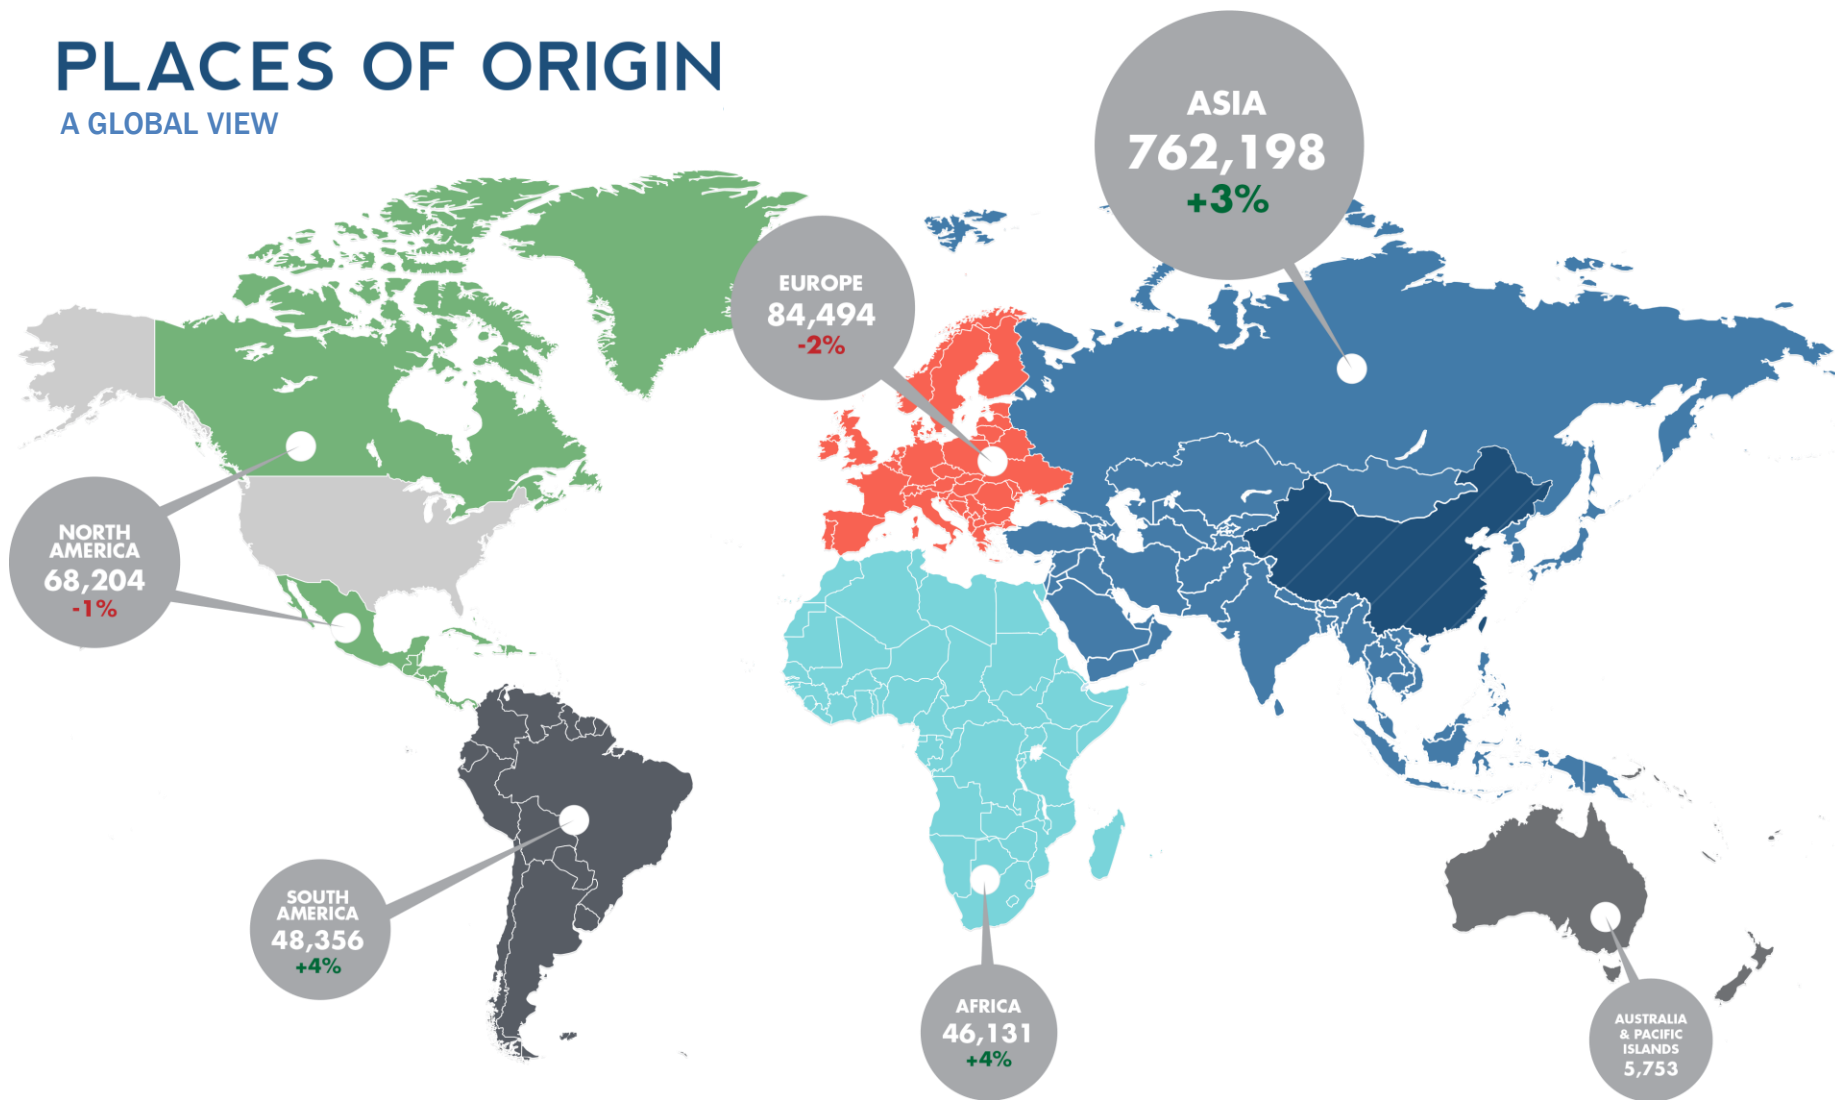 PLACES OF ORIGIN
A GLOBAL VIEW
ASIA
762,198
+3%
EUROPE
84,494
-2%
NORTH
AMERICA
68,204
-1%
SOUTH
AMERICA
48,356
+4%
AFRICA
46,131
+4%
AUSTRALIA
& PACIFIC
ISLANDS
5,753